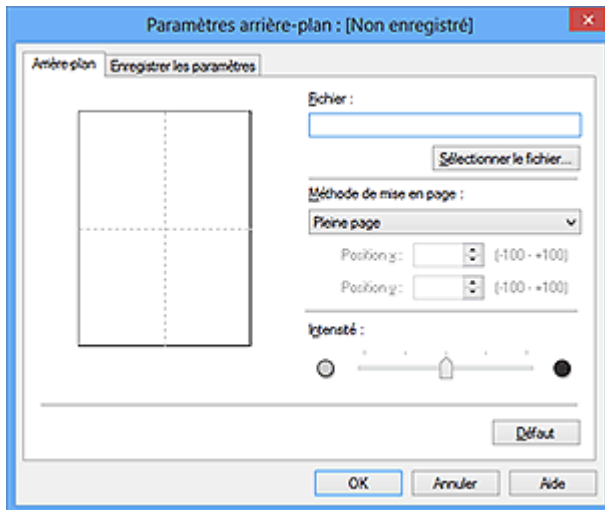 Paramètres arrière-plan : [Non enregistré]
Arrière-plan
Enregistrer les paramètres
Fichier :
Sélectionner le fichier...
Méthode de mise en page :
Pleine page
Position x : (-100 - +100)
Position y : (-100 - +100)
Intensité :
Défaut
OK
Annuler
Aide